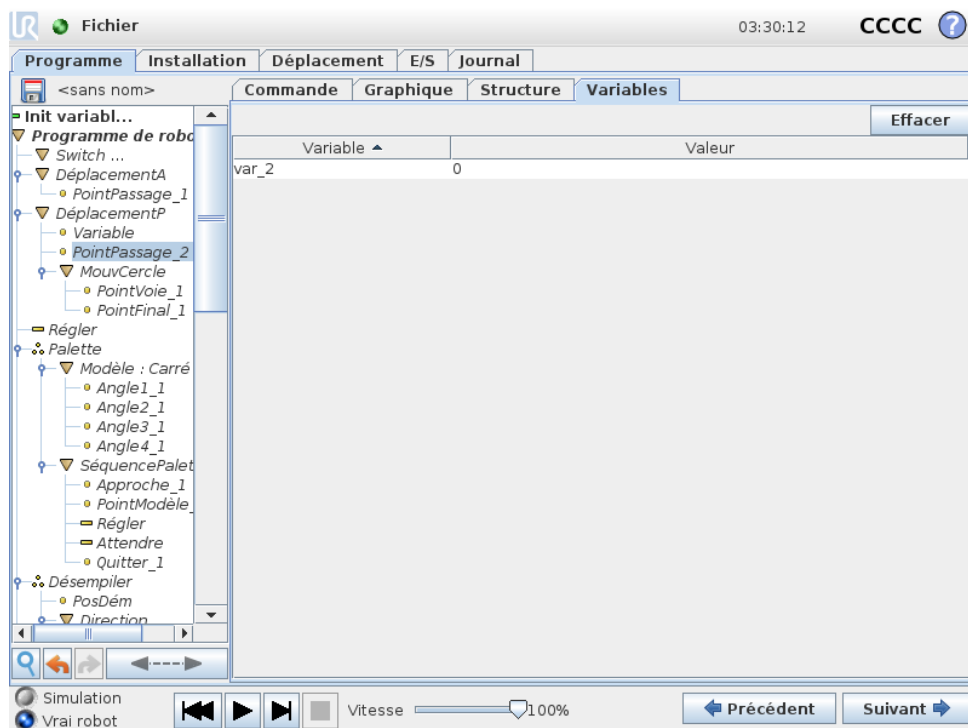 UR Fichier 03:30:12 CCCC ?
Programme Installation Déplacement E/S Journal
<sans nom> Commande Graphique Structure Variables
Effacer
Variable Valeur
var_2 0
Init variabl...
Programme de robo
Switch ...
DéplacementA
PointPassage_1
DéplacementP
Variable
PointPassage_2
MouvCercle
PointVoie_1
PointFinal_1
Régler
Palette
Modèle : Carré
Angle1_1
Angle2_1
Angle3_1
Angle4_1
SéquencePalet
Approche_1
PointModèle_
Régler
Attendre
Quitter_1
Désempiler
PosDém
Direction
Simulation
Vrai robot
Vitesse 100% Précédent Suivant